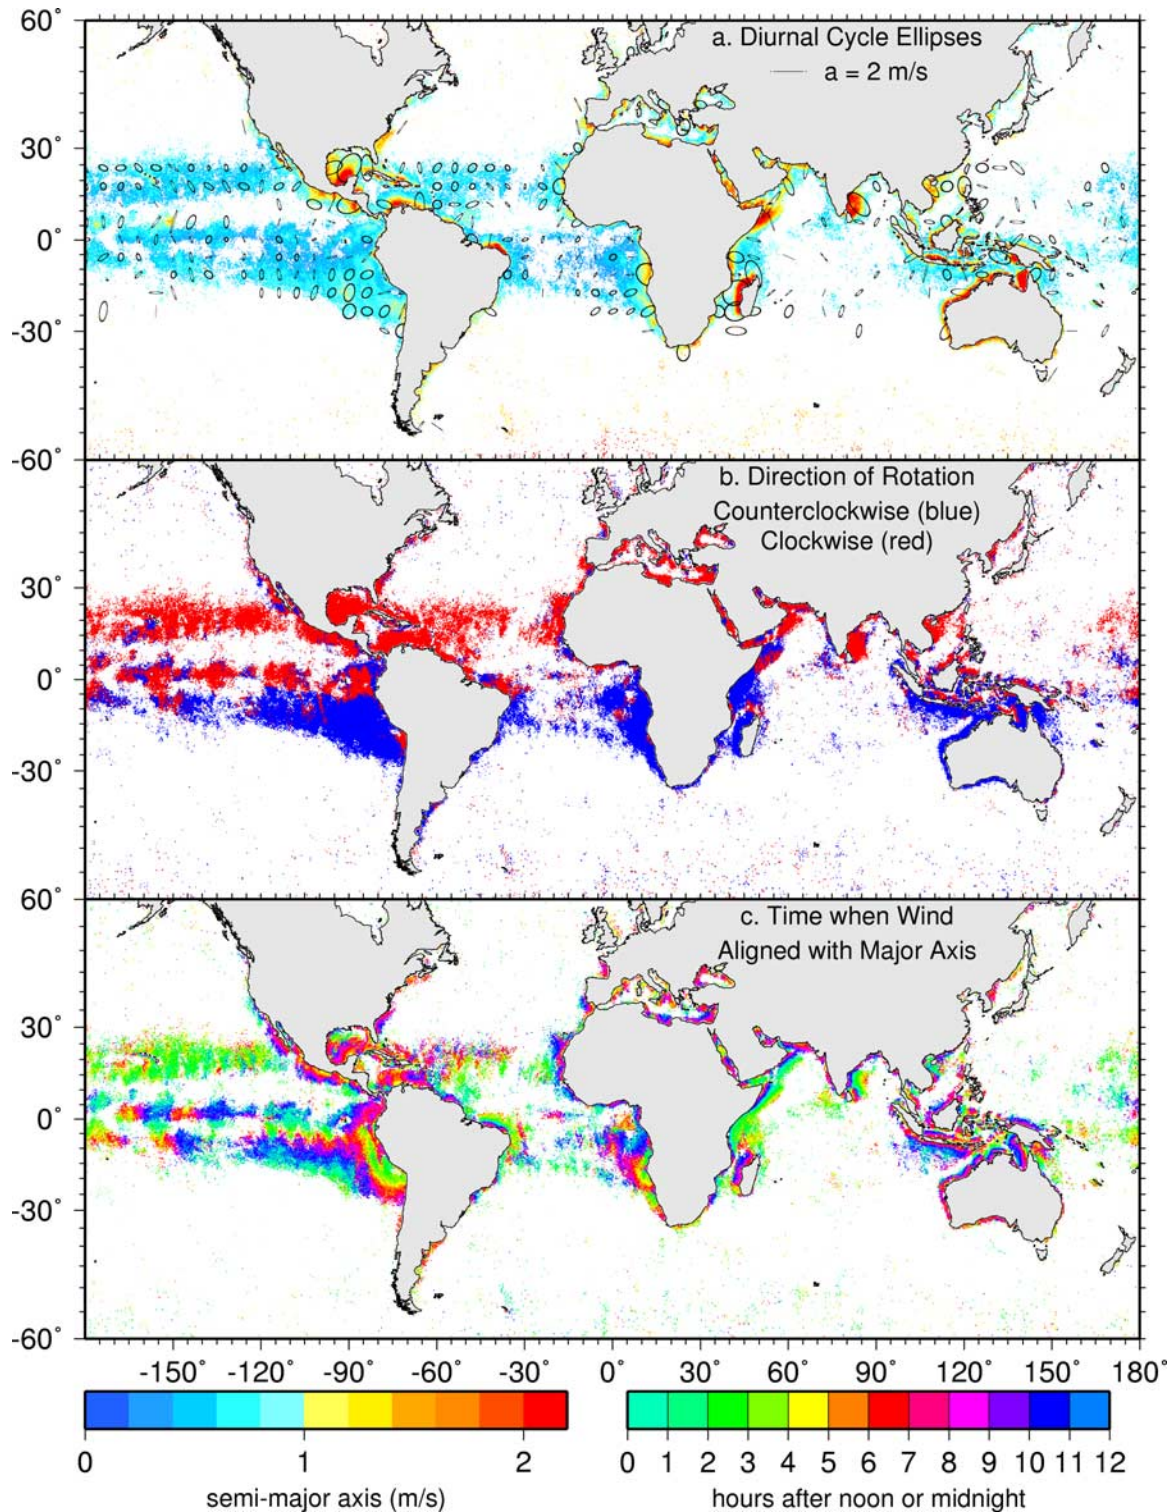 60˚
a. Diurnal Cycle Ellipses
a = 2 m/s
30˚
0˚
-30˚
-60˚
b. Direction of Rotation
Counterclockwise (blue)
Clockwise (red)
30˚
0˚
-30˚
60˚
c. Time when Wind
Aligned with Major Axis
30˚
0˚
-30˚
-60˚
-150˚ -120˚ -90˚ -60˚ -30˚ 0˚ 30˚ 60˚ 90˚ 120˚ 150˚ 180˚
0 1 2
semi-major axis (m/s)
0 1 2 3 4 5 6 7 8 9 10 11 12
hours after noon or midnight